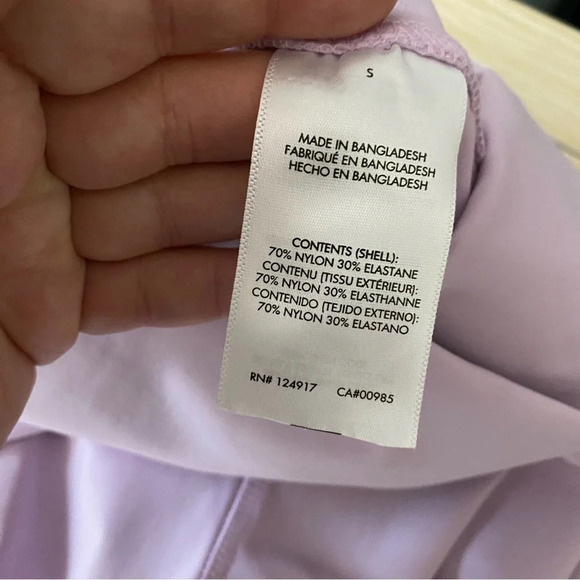 S
MADE IN BANGLADESH
FABRIQUÉ EN BANGLADESH
HECHO EN BANGLADESH
CONTENTS (SHELL):
70% NYLON 30% ELASTANE
CONTENU (TISSU EXTÉRIEUR):
70% NYLON 30% ELASTHANNE
CONTENIDO (TEJIDO EXTERNO):
70% NYLON 30% ELASTANO
RN# 124917 CA#00985